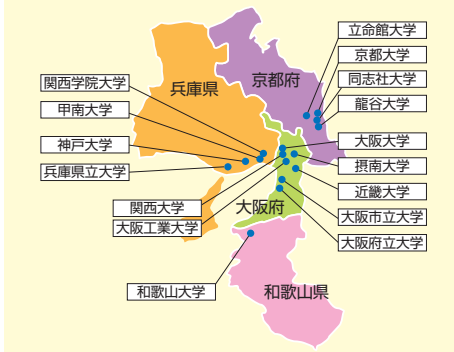 立命館大学
京都大学
同志社大学
龍谷大学
京都府
兵庫県
関西学院大学
甲南大学
神戸大学
兵庫県立大学
大阪大学
摂南大学
近畿大学
大阪市立大学
大阪府立大学
関西大学
大阪工業大学
大阪府
和歌山大学
和歌山県